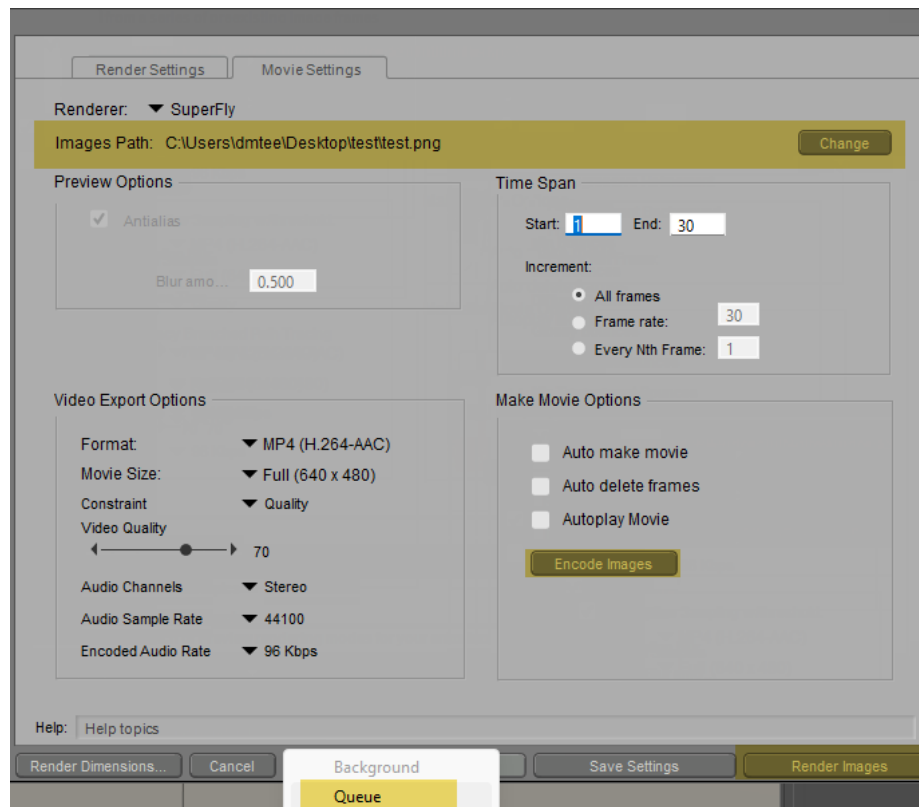 Render Settings
Movie Settings
Renderer: SuperFly
Images Path: C:\Users\dmtee\Desktop\test\test.png
Change
Preview Options
Antialias
Blur amo...
0.500
Time Span
Start: 1 End: 30
Increment:
All frames
Frame rate: 30
Every Nth Frame: 1
Video Export Options
Format: MP4 (H.264-AAC)
Movie Size: Full (640 x 480)
Constraint Quality
Video Quality
70
Audio Channels Stereo
Audio Sample Rate 44100
Encoded Audio Rate 96 Kbps
Make Movie Options
Auto make movie
Auto delete frames
Autoplay Movie
Encode Images
Help: Help topics
Render Dimensions... Cancel Background Save Settings Render Images
Queue